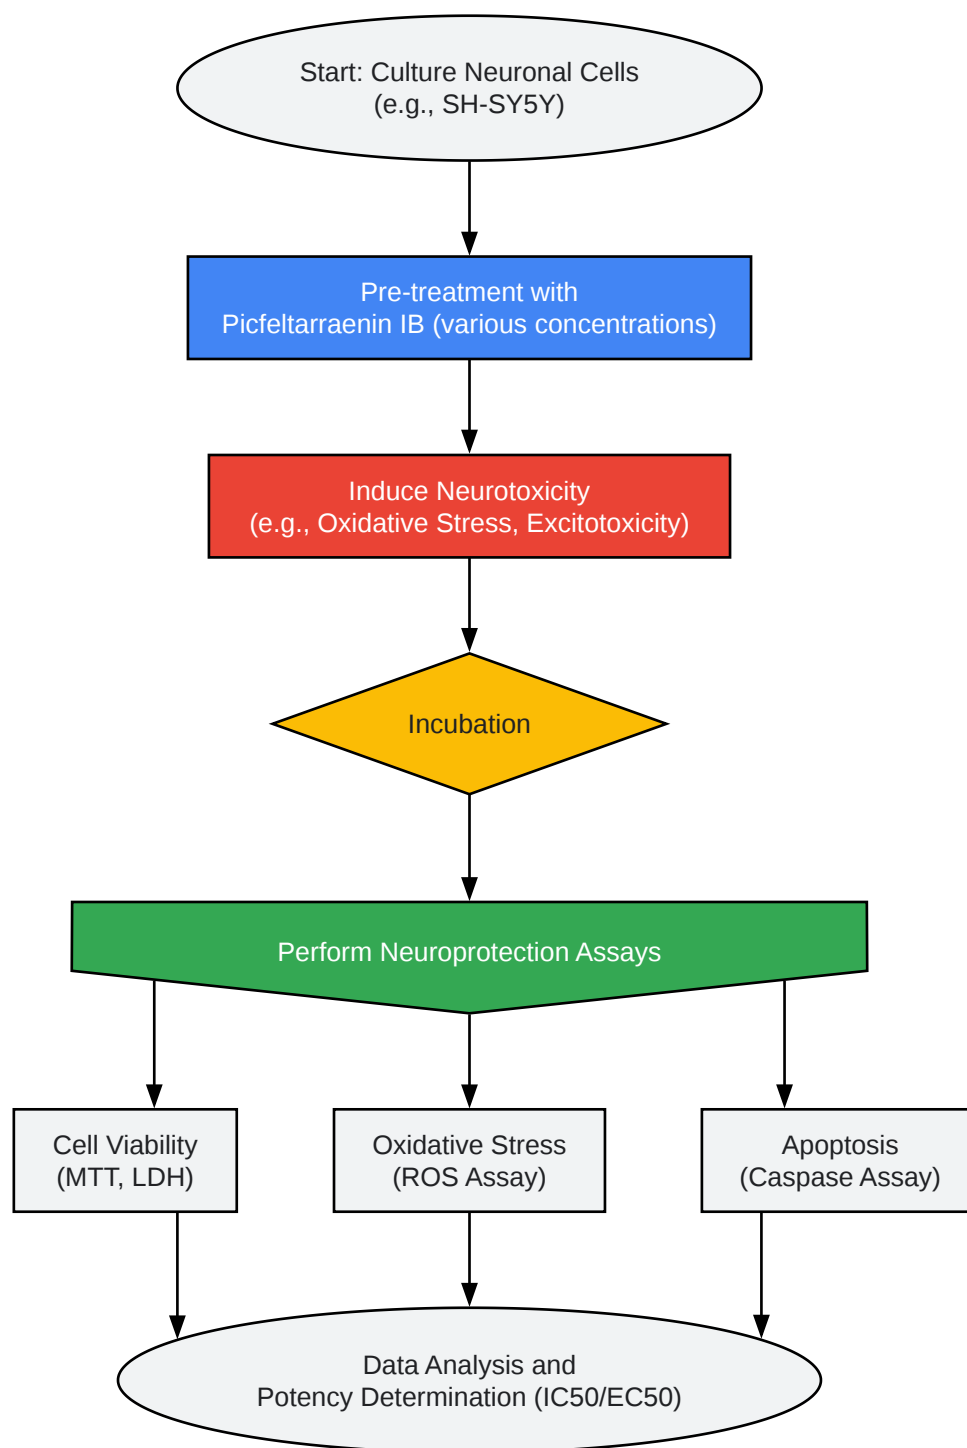 Start: Culture Neuronal Cells
(e.g., SH-SY5Y)
Pre-treatment with
Picfeltarraenin IB (various concentrations)
Induce Neurotoxicity
(e.g., Oxidative Stress, Excitotoxicity)
Incubation
Perform Neuroprotection Assays
Cell Viability
(MTT, LDH)
Oxidative Stress
(ROS Assay)
Apoptosis
(Caspase Assay)
Data Analysis and
Potency Determination (IC50/EC50)